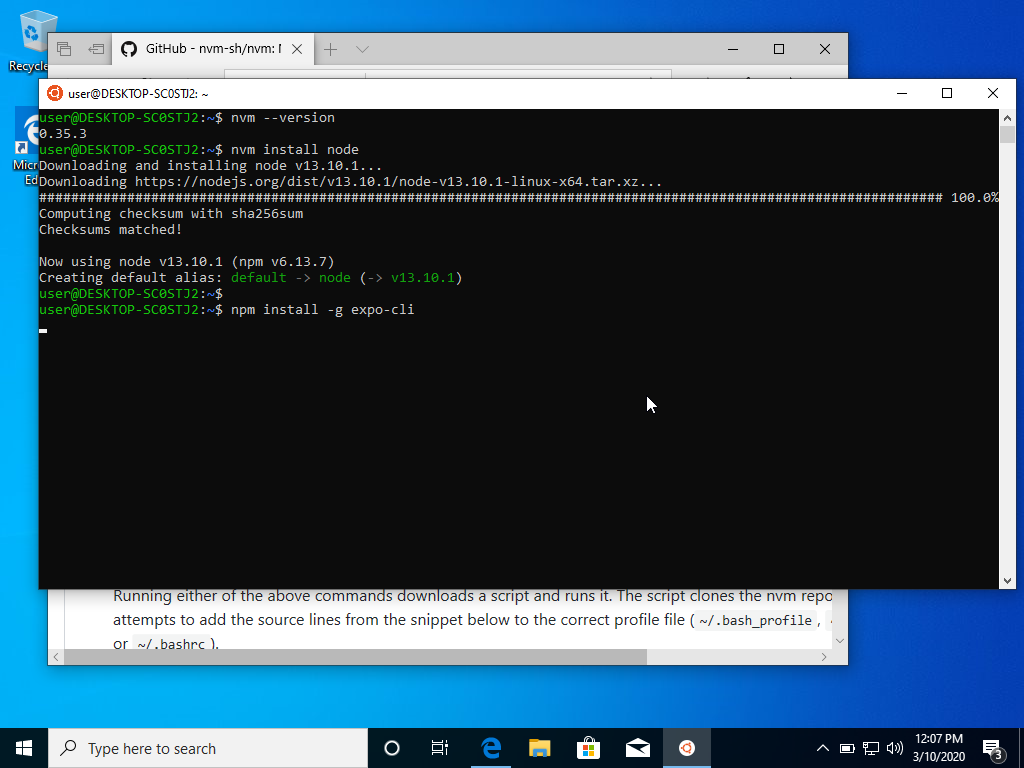 Recycle
GitHub - nvm-sh/nvm: N
user@DESKTOP-SC0STJ2: ~
user@DESKTOP-SC0STJ2:~$ nvm --version
0.35.3
user@DESKTOP-SC0STJ2:~$ nvm install node
Downloading and installing node v13.10.1...
Downloading https://nodejs.org/dist/v13.10.1/node-v13.10.1-linux-x64.tar.xz...
################################################################################################################# 100.0%
Computing checksum with sha256sum
Checksums matched!
Now using node v13.10.1 (npm v6.13.7)
Creating default alias: default -> node (-> v13.10.1)
user@DESKTOP-SC0STJ2:~$
user@DESKTOP-SC0STJ2:~$ npm install -g expo-cli
Micr
Ed
Running either of the above commands downloads a script and runs it. The script clones the nvm repo
attempts to add the source lines from the snippet below to the correct profile file ( ~/.bash_profile ,
or ~/.bashrc ).
Type here to search
12:07 PM
3/10/2020
3